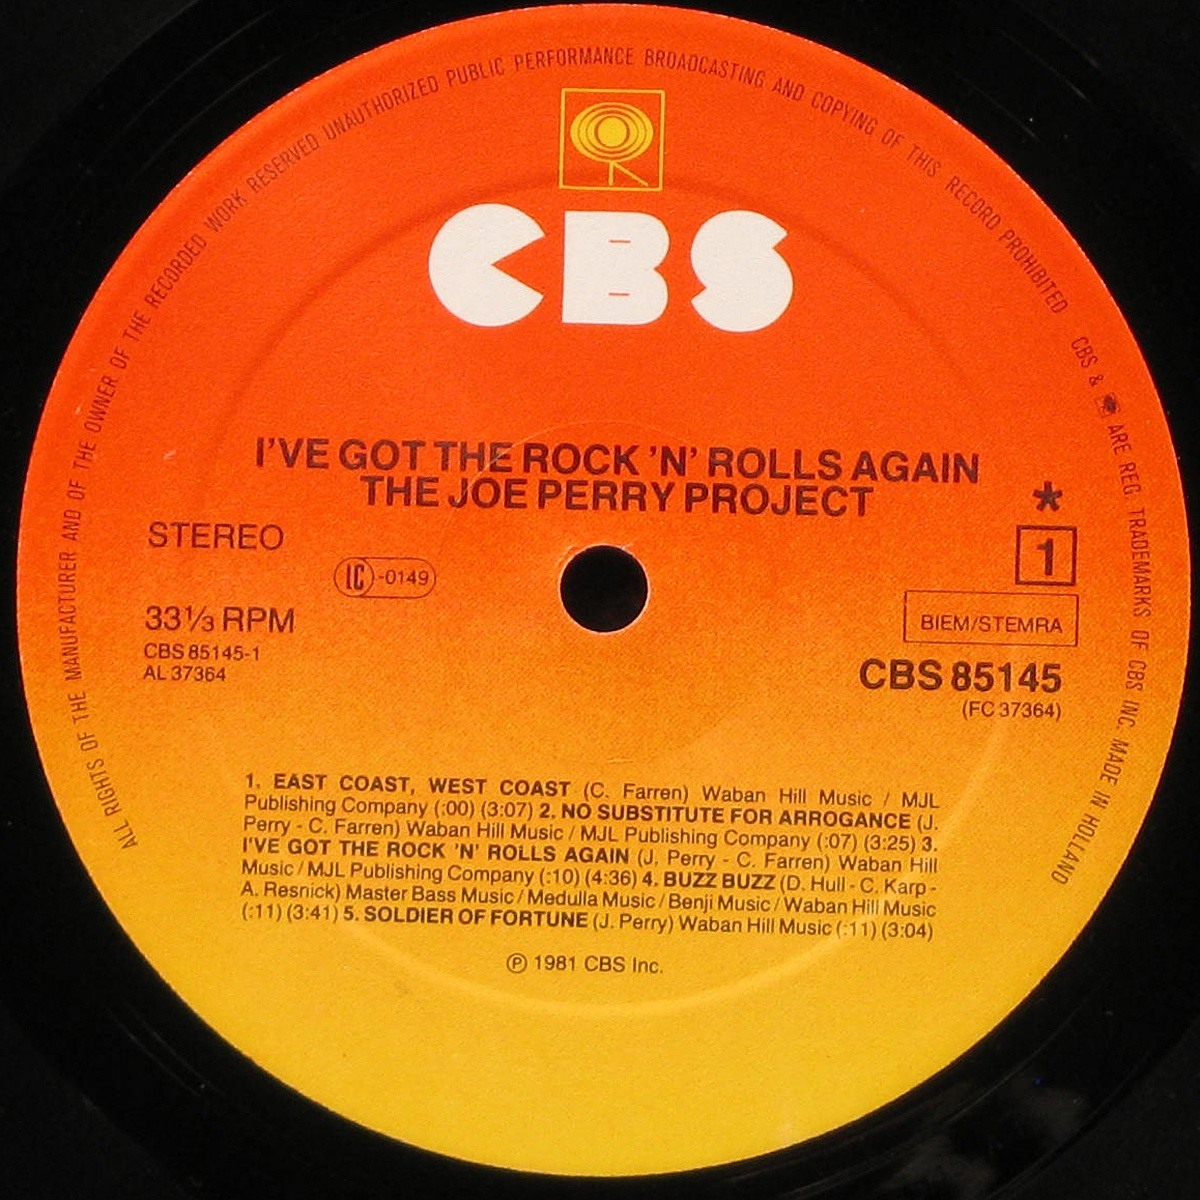 ALL RIGHTS OF THE MANUFACTURER AND OF THE OWNER OF THE RECORDED WORK RESERVED UNAUTHORIZED PUBLIC PERFORMANCE BROADCASTING AND COPYING OF THIS RECORD PROHIBITED CBS & ARE REG TRADEMARKS OF CBS INC. MADE IN HOLLAND
CBS
I'VE GOT THE ROCK 'N' ROLLS AGAIN
THE JOE PERRY PROJECT
STEREO
LC-0149
33⅓ RPM
CBS 85145-1
AL 37364
*
1
BIEM/STEMRA
CBS 85145
(FC 37364)
1. EAST COAST, WEST COAST (C. Farren) Waban Hill Music / MJL
Publishing Company (:00) (3:07) 2. NO SUBSTITUTE FOR ARROGANCE (J.
Perry - C. Farren) Waban Hill Music / MJL Publishing Company (:07) (3:25) 3.
I'VE GOT THE ROCK 'N' ROLLS AGAIN (J, Perry - C. Farren) Waban Hill
Music / MJL Publishing Company (:10) (4:36) 4. BUZZ BUZZ (D. Hull - C. Karp -
A. Resnick) Master Bass Music / Medulla Music / Benji Music / Waban Hill Music
(:11) (3:41) 5. SOLDIER OF FORTUNE (J. Perry) Waban Hill Music (:11) (3:04)
℗ 1981 CBS Inc.